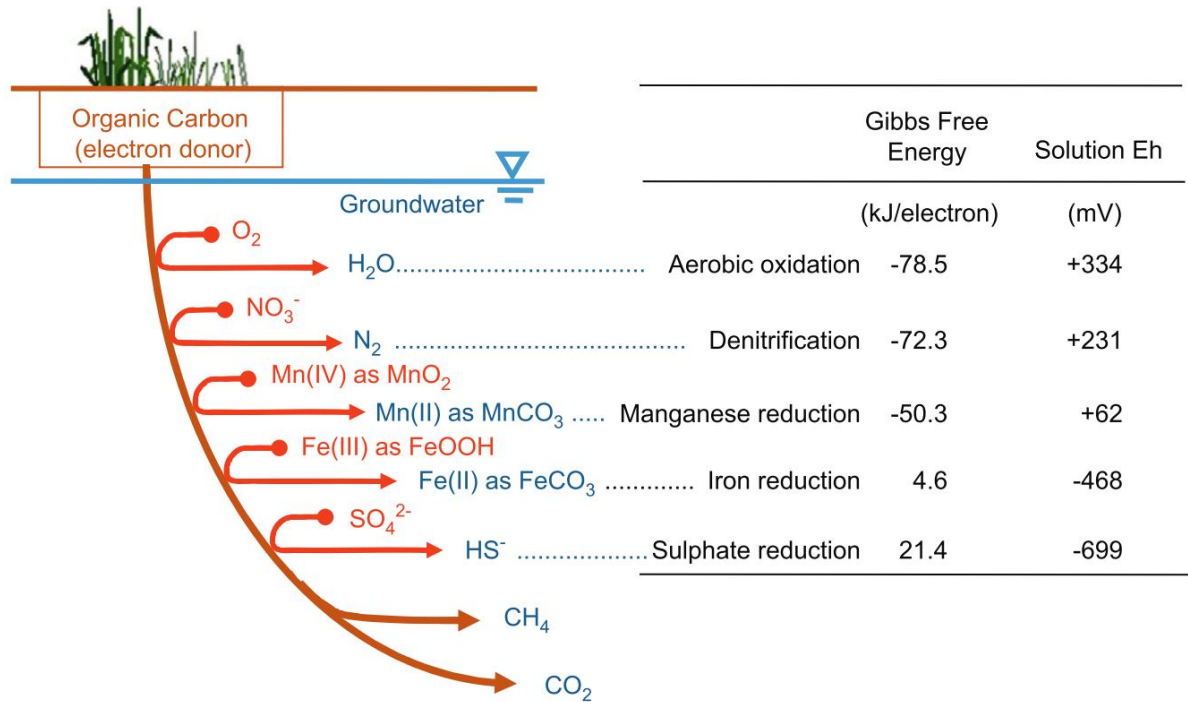 Organic Carbon
(electron donor)
Gibbs Free
Energy
Solution Eh
Groundwater
(kJ/electron)
(mV)
O₂
H₂O........................................ Aerobic oxidation -78.5 +334
NO₃⁻
N₂ ............................................... Denitrification -72.3 +231
Mn(IV) as MnO₂
Mn(II) as MnCO₃ ..... Manganese reduction -50.3 +62
Fe(III) as FeOOH
Fe(II) as FeCO₃ ............. Iron reduction 4.6 -468
SO₄²⁻
HS⁻ ..................... Sulphate reduction 21.4 -699
CH₄
CO₂